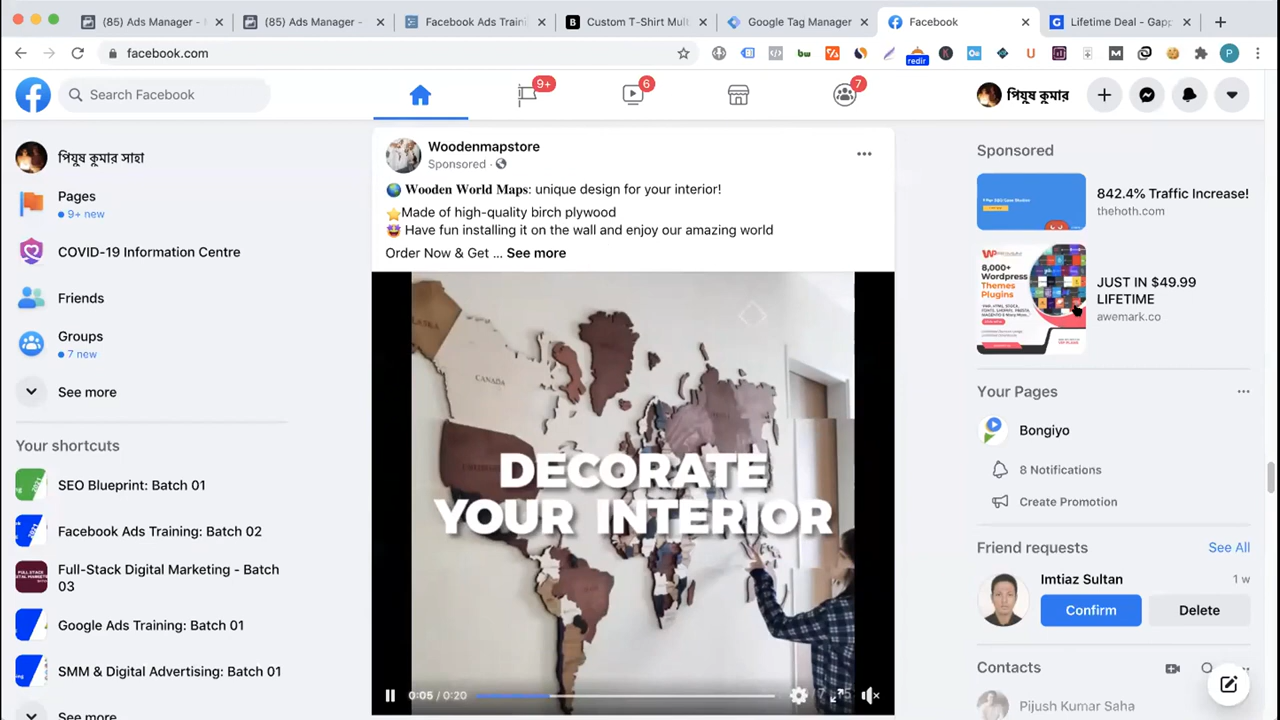 (85) Ads Manager -
(85) Ads Manager -
Facebook Ads Traini
Custom T-Shirt Mult
Google Tag Manager
Facebook
Lifetime Deal - Gapp
facebook.com
redir
P
Search Facebook
9+
6
7
পিযুষ কুমার
পিযুষ কুমার সাহা
Pages
9+ new
COVID-19 Information Centre
Friends
Groups
7 new
See more
Your shortcuts
SEO Blueprint: Batch 01
Facebook Ads Training: Batch 02
Full-Stack Digital Marketing - Batch
03
Google Ads Training: Batch 01
SMM & Digital Advertising: Batch 01
See more
Woodenmapstore
Sponsored ·
Wooden World Maps: unique design for your interior!
Made of high-quality birch plywood
Have fun installing it on the wall and enjoy our amazing world
Order Now & Get ... See more
CANADA
DECORATE
YOUR INTERIOR
0:05 / 0:20
Sponsored
842.4% Traffic Increase!
thehoth.com
8,000+
Wordpress
Themes
Plugins
JUST IN $49.99
LIFETIME
awemark.co
Your Pages
Bongiyo
8 Notifications
Create Promotion
Friend requests
See All
Imtiaz Sultan
1 w
Confirm
Delete
Contacts
Pijush Kumar Saha